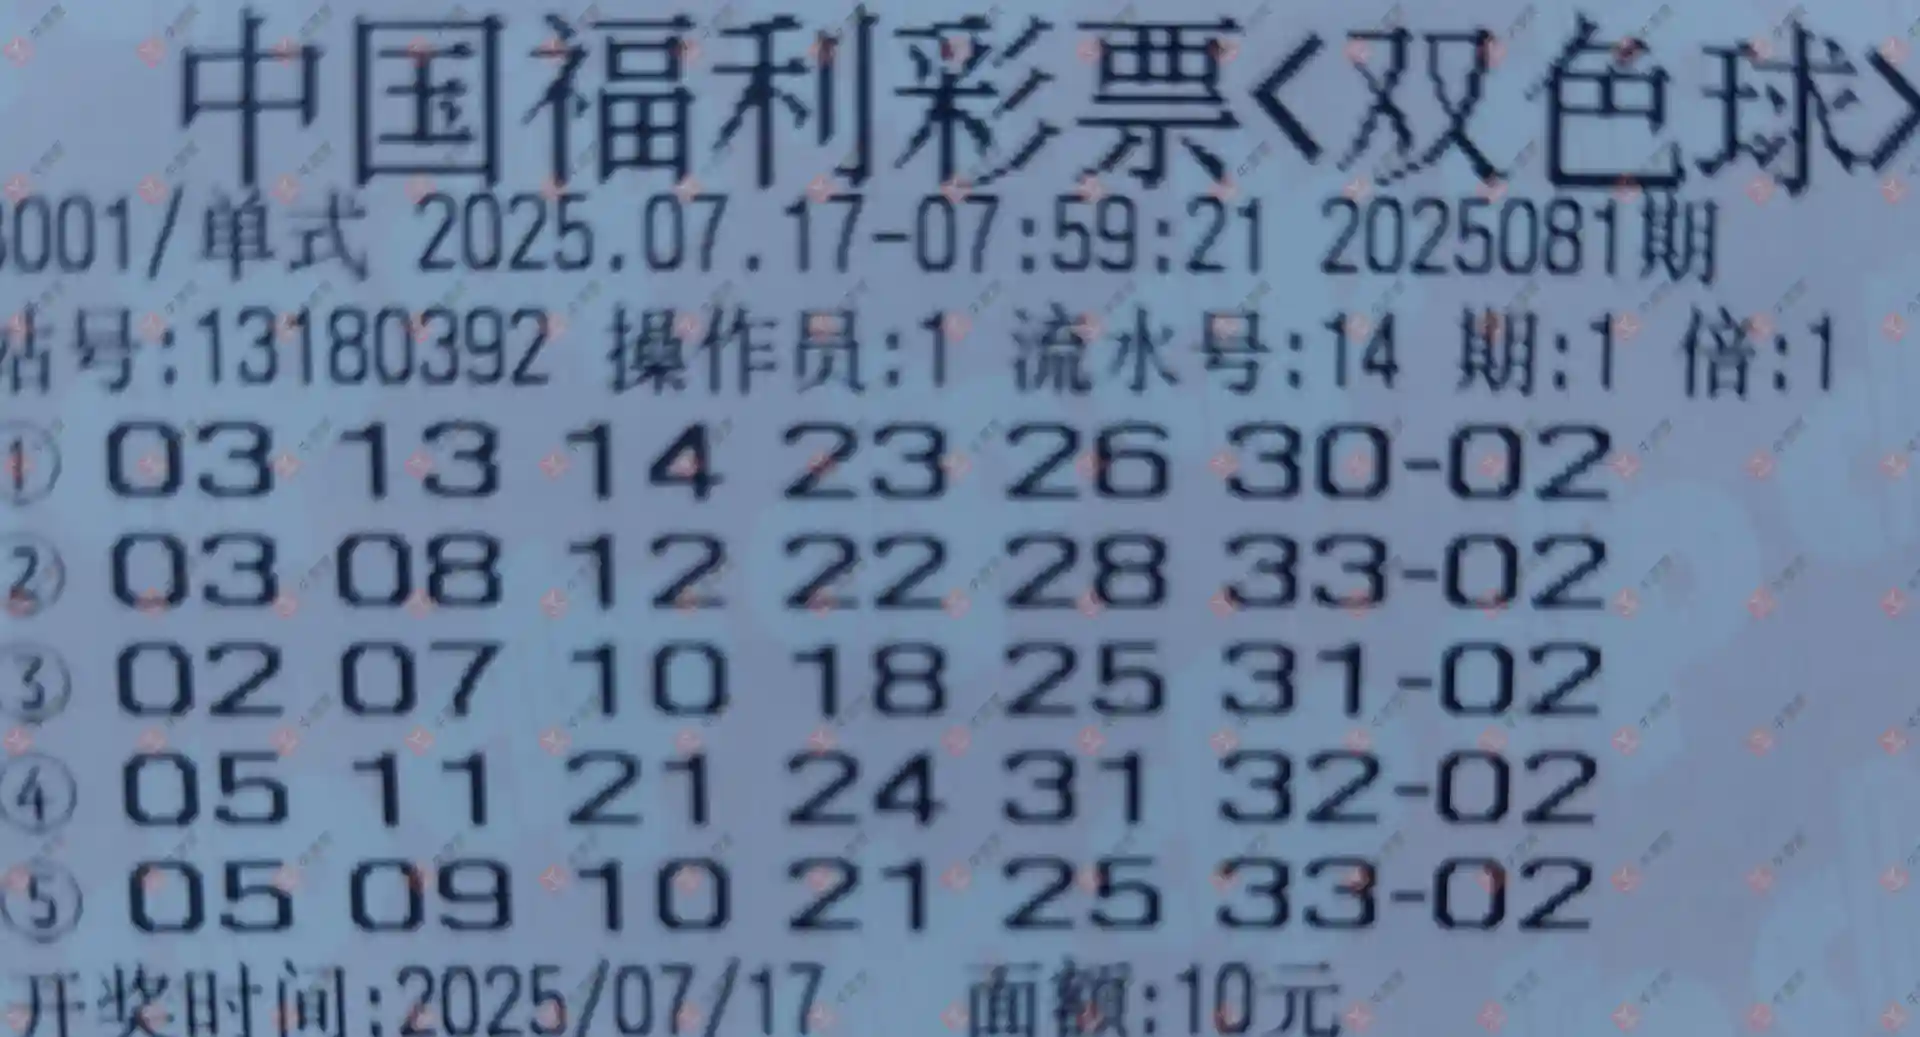 中国福利彩票<双色球>
3001/单式 2025.07.17-07:59:21 2025081期
站号:13180392 操作员:1 流水号:14 期:1 倍:1
① 03 13 14 23 26 30-02
② 03 08 12 22 28 33-02
③ 02 07 10 18 25 31-02
④ 05 11 21 24 31 32-02
⑤ 05 09 10 21 25 33-02
开奖时间:2025/07/17 面额:10元